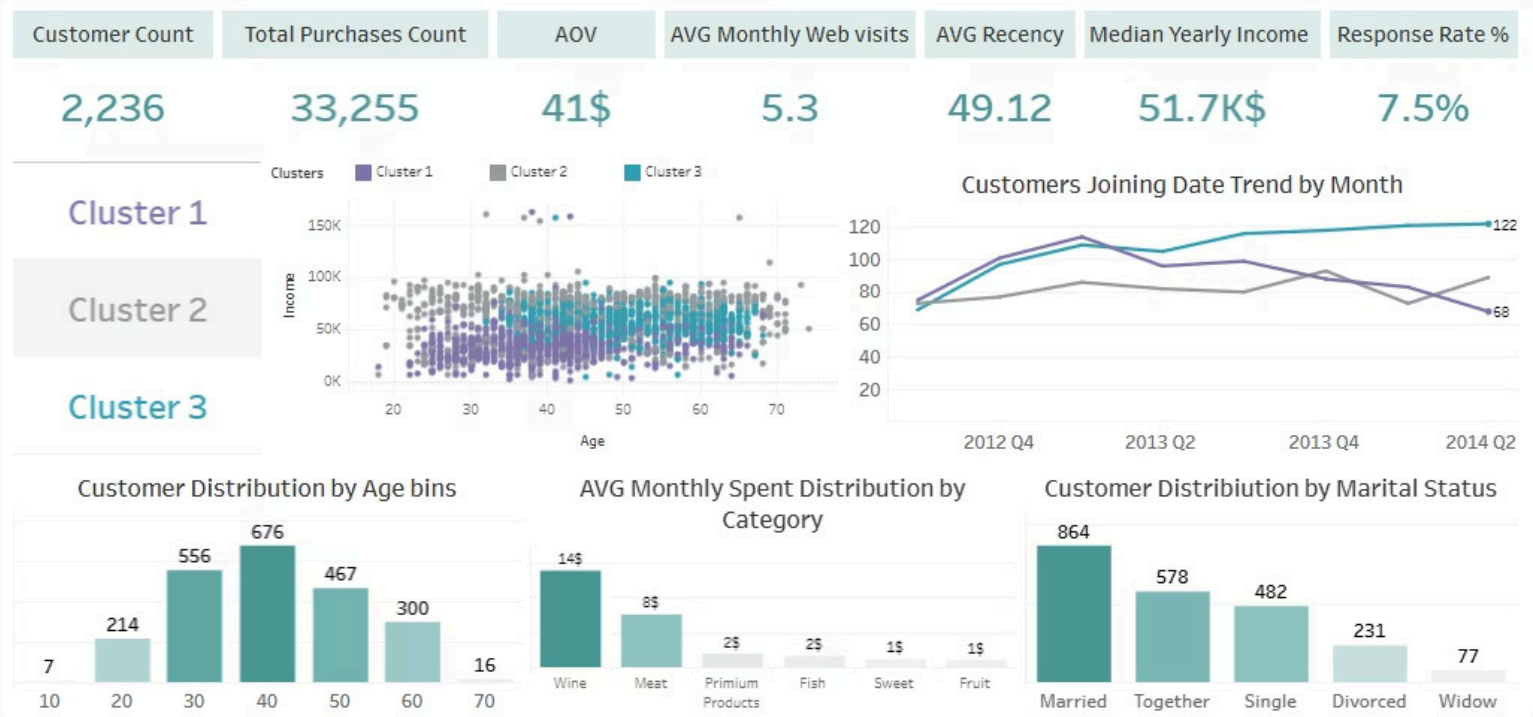 Customer Count
Total Purchases Count
AOV
AVG Monthly Web visits
AVG Recency
Median Yearly Income
Response Rate %
2,236
33,255
41$
5.3
49.12
51.7K$
7.5%
Cluster 1
Cluster 2
Cluster 3
Clusters
Cluster 1
Cluster 2
Cluster 3
150K
100K
50K
0K
Income
20
30
40
50
60
70
Age
Customers Joining Date Trend by Month
120
100
80
60
40
20
122
68
2012 Q4
2013 Q2
2013 Q4
2014 Q2
Customer Distribution by Age bins
7
214
556
676
467
300
16
10
20
30
40
50
60
70
AVG Monthly Spent Distribution by
Category
14$
8$
2$
2$
1$
1$
Wine
Meat
Primium
Products
Fish
Sweet
Fruit
Customer Distribiution by Marital Status
864
578
482
231
77
Married
Together
Single
Divorced
Widow